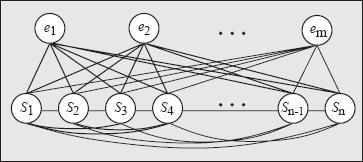 e1 e2 ... em
S1 S2 S3 S4 ... Sn-1 Sn